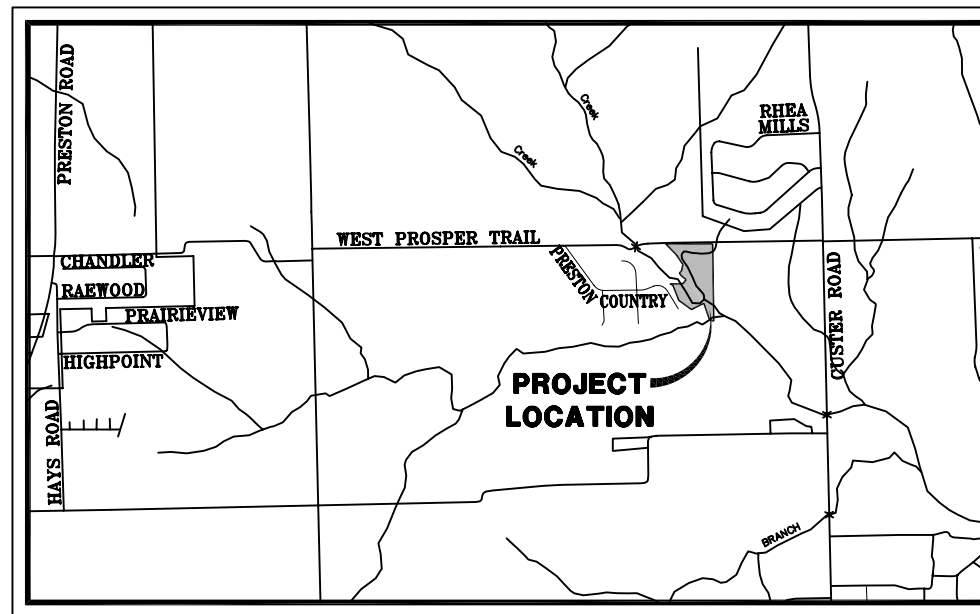 PRESTON ROAD
Creek
RHEA
MILLS
Creek
WEST PROSPER TRAIL
CHANDLER
RAEWOOD
PRAIRIEVIEW
HIGHPOINT
PRESTON COUNTRY
CUSTER ROAD
PROJECT
LOCATION
HAYS ROAD
BRANCH